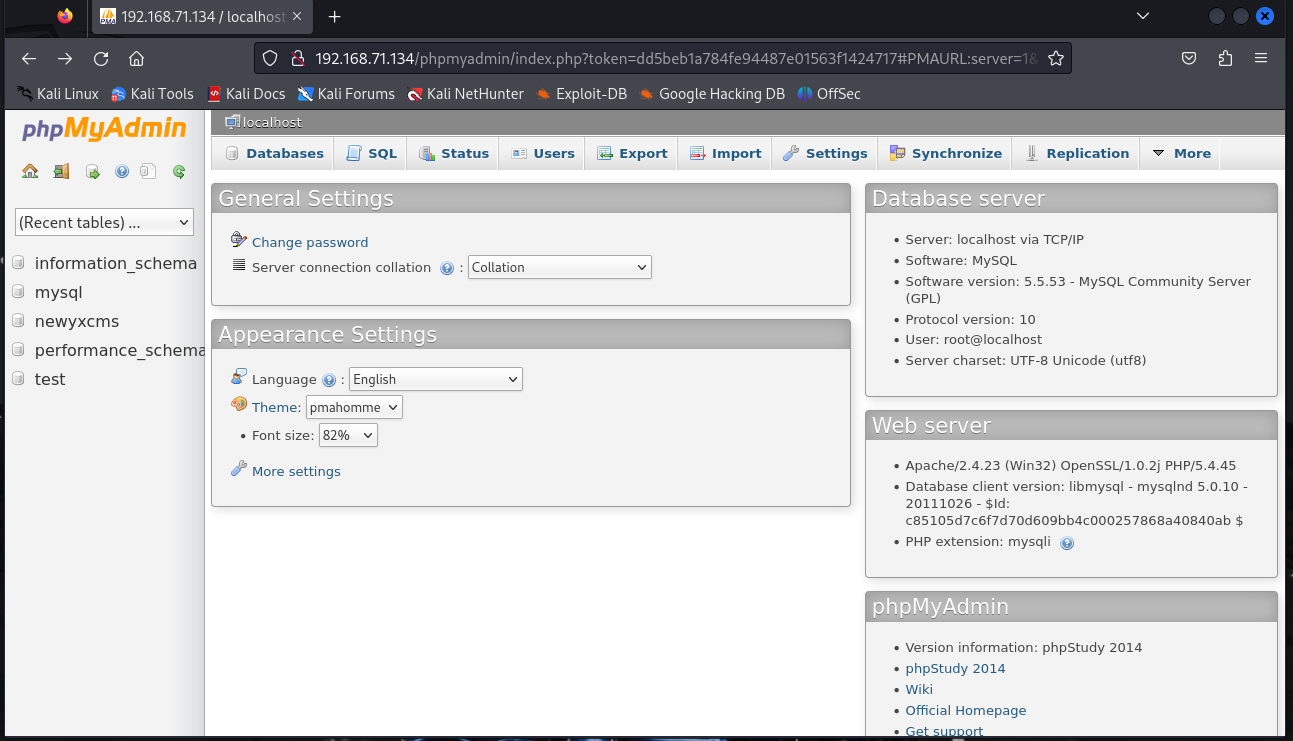 192.168.71.134 / localhost
192.168.71.134/phpmyadmin/index.php?token=dd5beb1a784fe94487e01563f1424717#PMAURL:server=1&
Kali Linux Kali Tools Kali Docs Kali Forums Kali NetHunter Exploit-DB Google Hacking DB OffSec
phpMyAdmin
(Recent tables) ...
information_schema
mysql
newyxcms
performance_schema
test
localhost
Databases SQL Status Users Export Import Settings Synchronize Replication More
General Settings
Change password
Server connection collation : Collation
Appearance Settings
Language : English
Theme: pmahomme
• Font size: 82%
More settings
Database server
• Server: localhost via TCP/IP
• Software: MySQL
• Software version: 5.5.53 - MySQL Community Server
(GPL)
• Protocol version: 10
• User: root@localhost
• Server charset: UTF-8 Unicode (utf8)
Web server
• Apache/2.4.23 (Win32) OpenSSL/1.0.2j PHP/5.4.45
• Database client version: libmysql - mysqlnd 5.0.10 -
20111026 - $Id:
c85105d7c6f7d70d609bb4c000257868a40840ab $
• PHP extension: mysqli
phpMyAdmin
• Version information: phpStudy 2014
• phpStudy 2014
• Wiki
• Official Homepage
• Get support